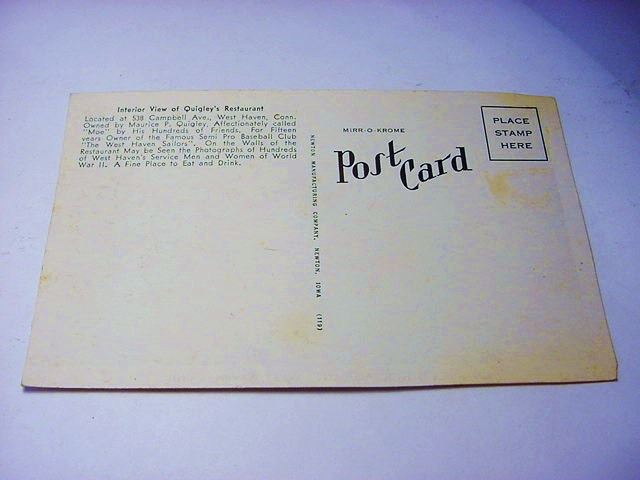 Interior View of Quigley's Restaurant
Located at 538 Campbell Ave., West Haven, Conn.
Owned by Maurice P. Quigley, Affectionately called
"Moe" by His Hundreds of Friends. For Fifteen
years Owner of the Famous Semi Pro Baseball Club
"The West Haven Sailors". On the Walls of the
Restaurant May be Seen the Photographs of Hundreds
of West Haven's Service Men and Women of World
War II. A Fine Place to Eat and Drink.
NEWTON MANUFACTURING COMPANY, NEWTON, IOWA (119)
MIRR-O-KROME
Post Card
PLACE
STAMP
HERE